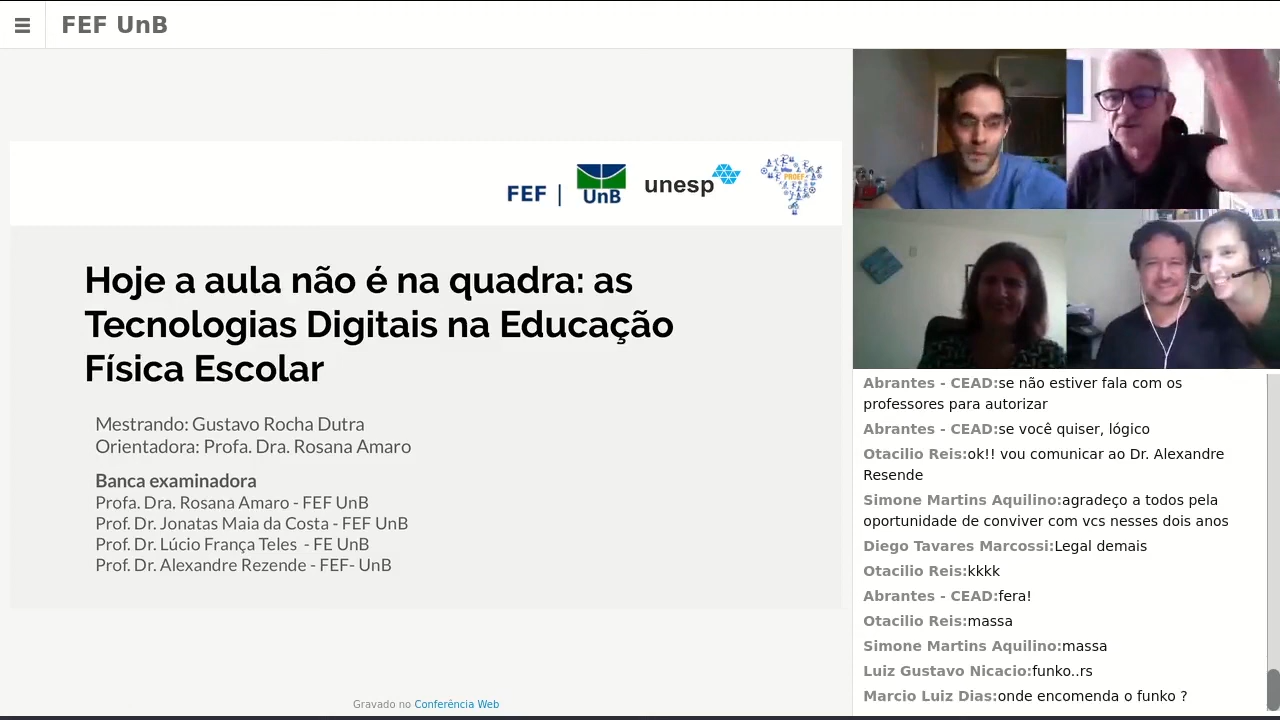 FEF UnB
FEF |
UnB
unesp
PROEF
Hoje a aula não é na quadra: as
Tecnologias Digitais na Educação
Física Escolar
Mestrando: Gustavo Rocha Dutra
Orientadora: Profa. Dra. Rosana Amaro
Banca examinadora
Profa. Dra. Rosana Amaro - FEF UnB
Prof. Dr. Jonatas Maia da Costa - FEF UnB
Prof. Dr. Lúcio França Teles - FE UnB
Prof. Dr. Alexandre Rezende - FEF- UnB
Gravado no Conferência Web
Abrantes - CEAD:se não estiver fala com os
professores para autorizar
Abrantes - CEAD:se você quiser, lógico
Otacilio Reis:ok!! vou comunicar ao Dr. Alexandre
Resende
Simone Martins Aquilino:agradeço a todos pela
oportunidade de conviver com vcs nesses dois anos
Diego Tavares Marcossi:Legal demais
Otacilio Reis:kkkk
Abrantes - CEAD:fera!
Otacilio Reis:massa
Simone Martins Aquilino:massa
Luiz Gustavo Nicacio:funko..rs
Marcio Luiz Dias:onde encomenda o funko ?